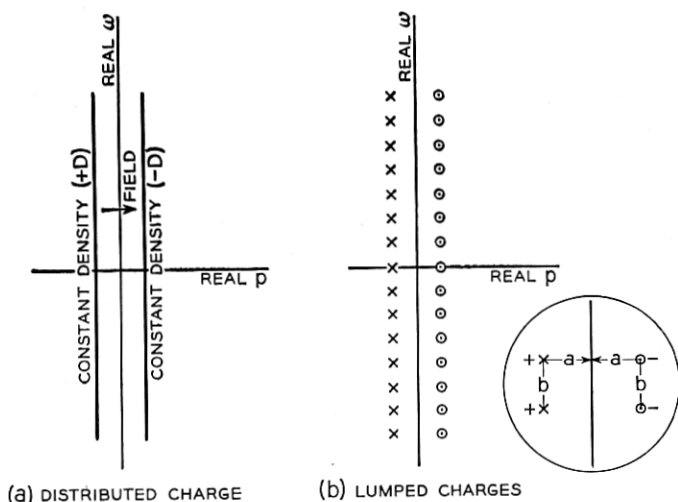 REAL ω
CONSTANT DENSITY (+D)
FIELD
CONSTANT DENSITY (-D)
REAL p
(a) DISTRIBUTED CHARGE
REAL ω
REAL p
+ a a -
b b
+ -
(b) LUMPED CHARGES